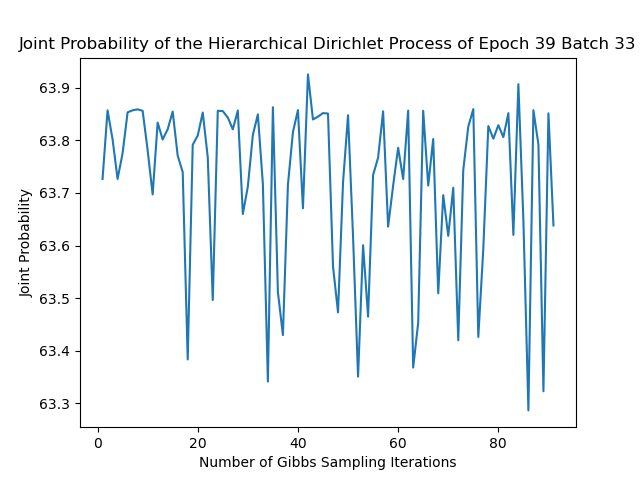 Joint Probability of the Hierarchical Dirichlet Process of Epoch 39 Batch 33
63.9
63.8
63.7
63.6
63.5
63.4
63.3
Joint Probability
0 20 40 60 80
Number of Gibbs Sampling Iterations